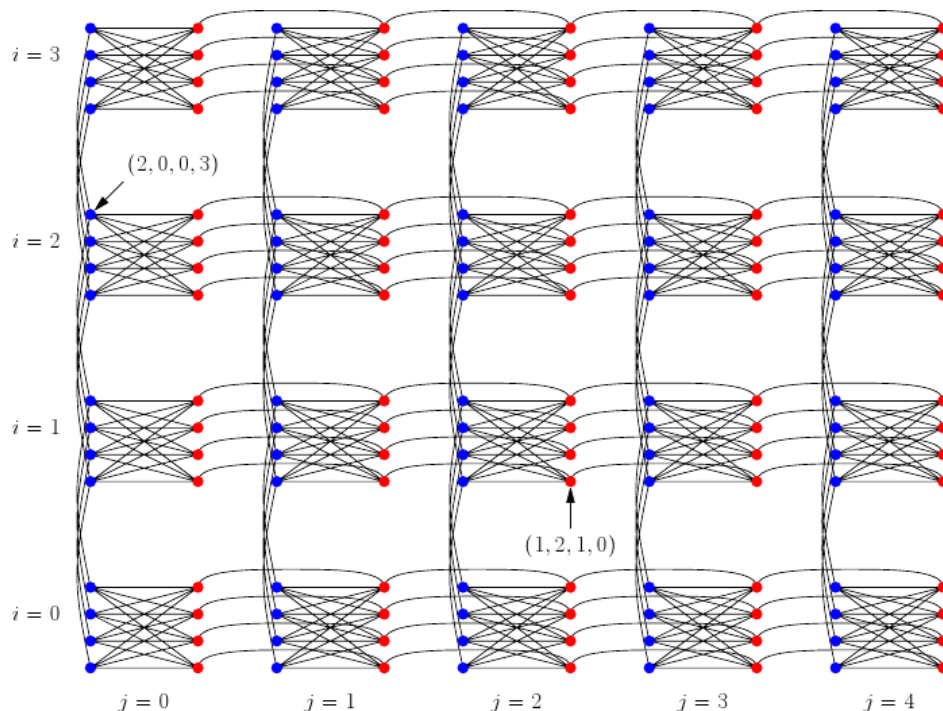 i = 3
(2, 0, 0, 3)
i = 2
i = 1
(1, 2, 1, 0)
i = 0
j = 0 j = 1 j = 2 j = 3 j = 4